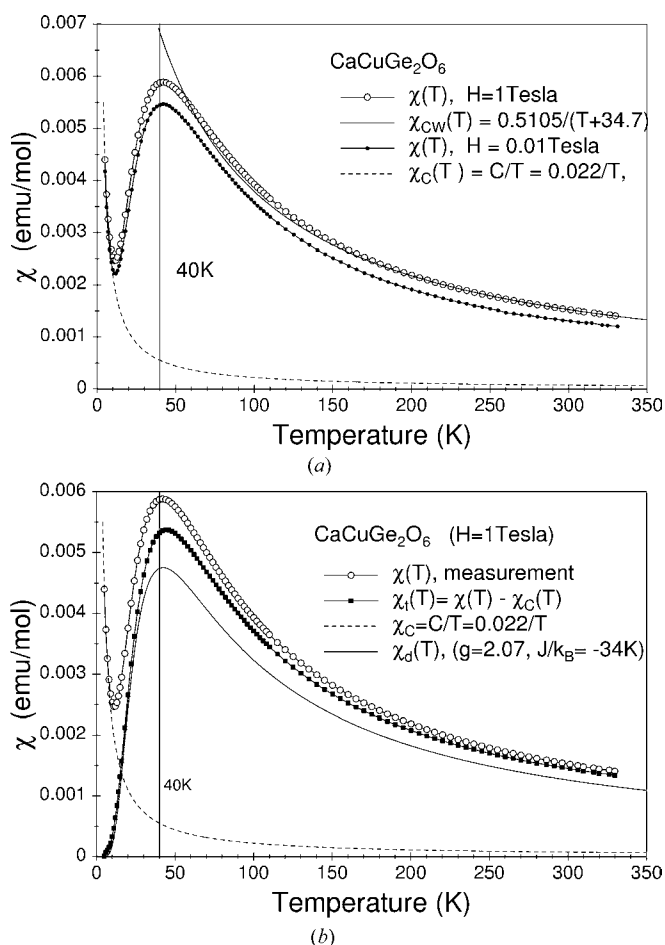 0.007
0.006
0.005
0.004
0.003
0.002
0.001
0
χ (emu/mol)
CaCuGe₂O₆
χ(T), H=1Tesla
χ_CW(T) = 0.5105/(T+34.7)
χ(T), H = 0.01Tesla
χ_C(T ) = C/T = 0.022/T,
40K
0 50 100 150 200 250 300 350
Temperature (K)
(a)
0.006
0.005
0.004
0.003
0.002
0.001
0
χ (emu/mol)
CaCuGe₂O₆ (H=1Tesla)
χ(T), measurement
χ_t(T)= χ(T) - χ_C(T)
χ_C=C/T=0.022/T
χ_d(T), (g=2.07, J/k_B= -34K)
40K
0 50 100 150 200 250 300 350
Temperature (K)
(b)